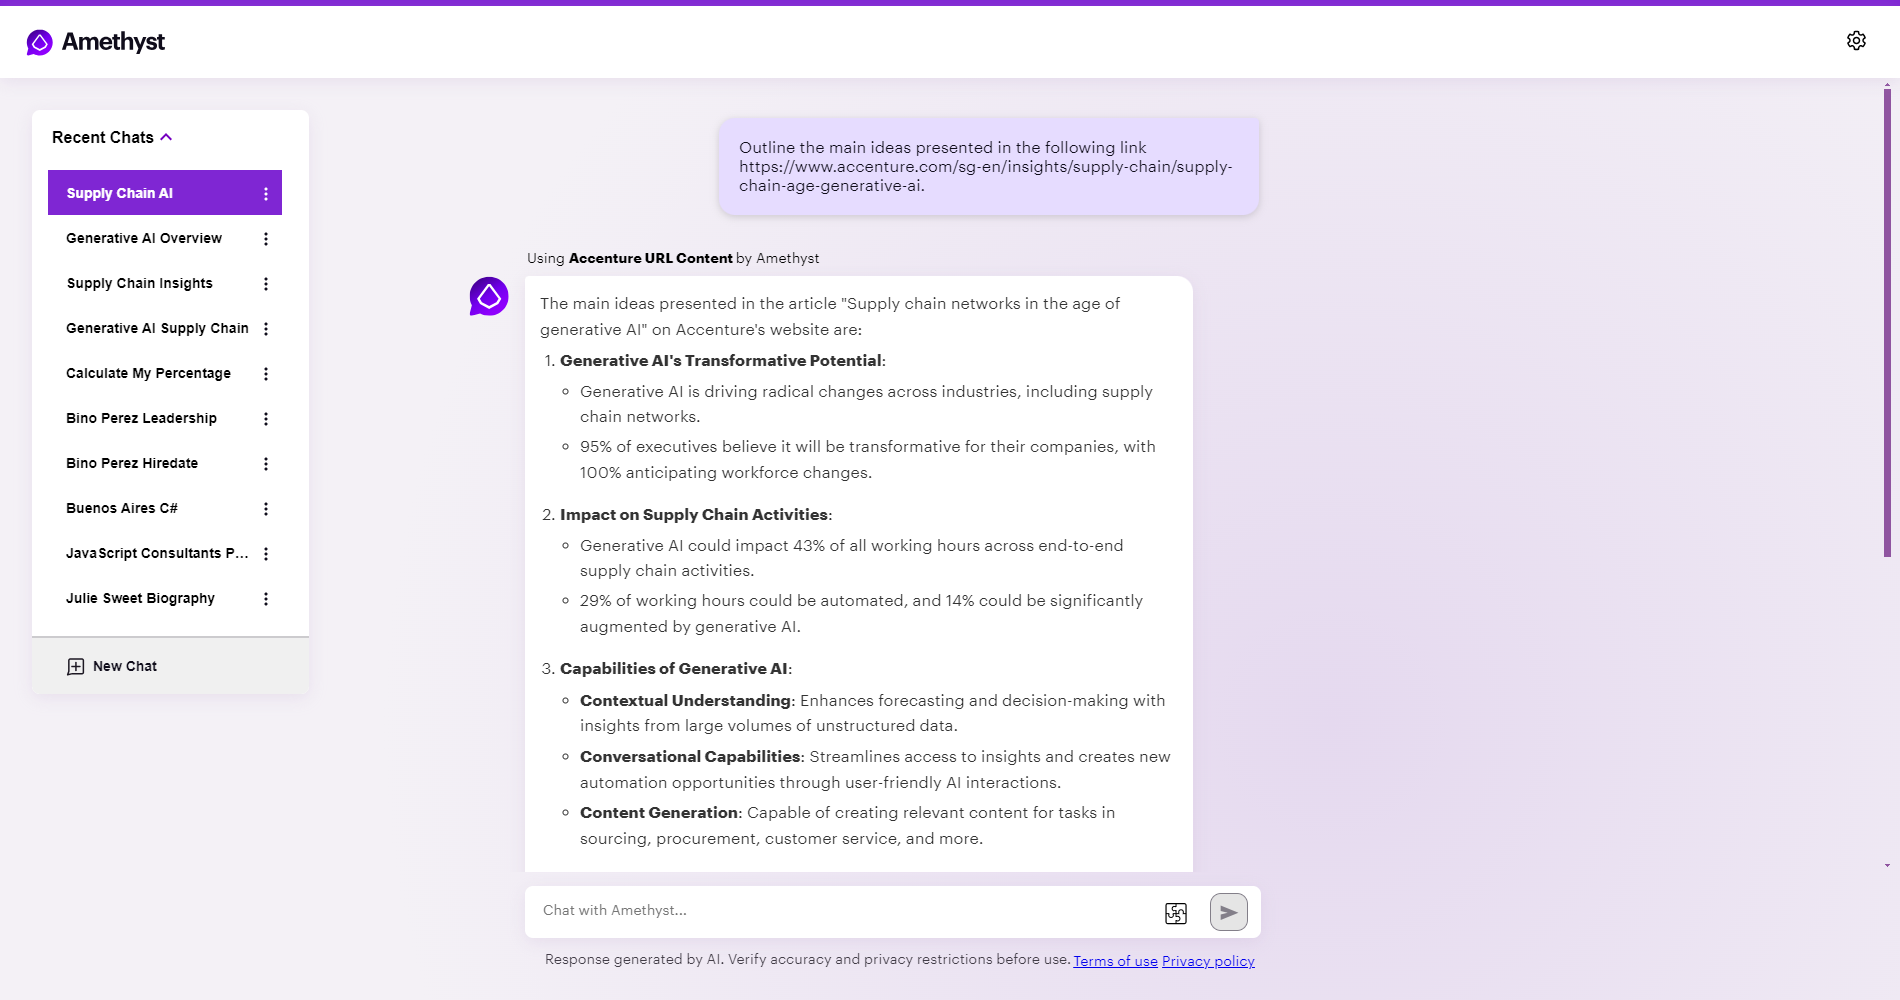 Amethyst
Recent Chats
Supply Chain AI
Generative AI Overview
Supply Chain Insights
Generative AI Supply Chain
Calculate My Percentage
Bino Perez Leadership
Bino Perez Hiredate
Buenos Aires C#
JavaScript Consultants P...
Julie Sweet Biography
New Chat
Outline the main ideas presented in the following link
https://www.accenture.com/sg-en/insights/supply-chain/supply-
chain-age-generative-ai.
Using Accenture URL Content by Amethyst
The main ideas presented in the article "Supply chain networks in the age of
generative AI" on Accenture's website are:
1. Generative AI's Transformative Potential:
Generative AI is driving radical changes across industries, including supply
chain networks.
95% of executives believe it will be transformative for their companies, with
100% anticipating workforce changes.
2. Impact on Supply Chain Activities:
Generative AI could impact 43% of all working hours across end-to-end
supply chain activities.
29% of working hours could be automated, and 14% could be significantly
augmented by generative AI.
3. Capabilities of Generative AI:
Contextual Understanding: Enhances forecasting and decision-making with
insights from large volumes of unstructured data.
Conversational Capabilities: Streamlines access to insights and creates new
automation opportunities through user-friendly AI interactions.
Content Generation: Capable of creating relevant content for tasks in
sourcing, procurement, customer service, and more.
Chat with Amethyst...
Response generated by AI. Verify accuracy and privacy restrictions before use. Terms of use Privacy policy